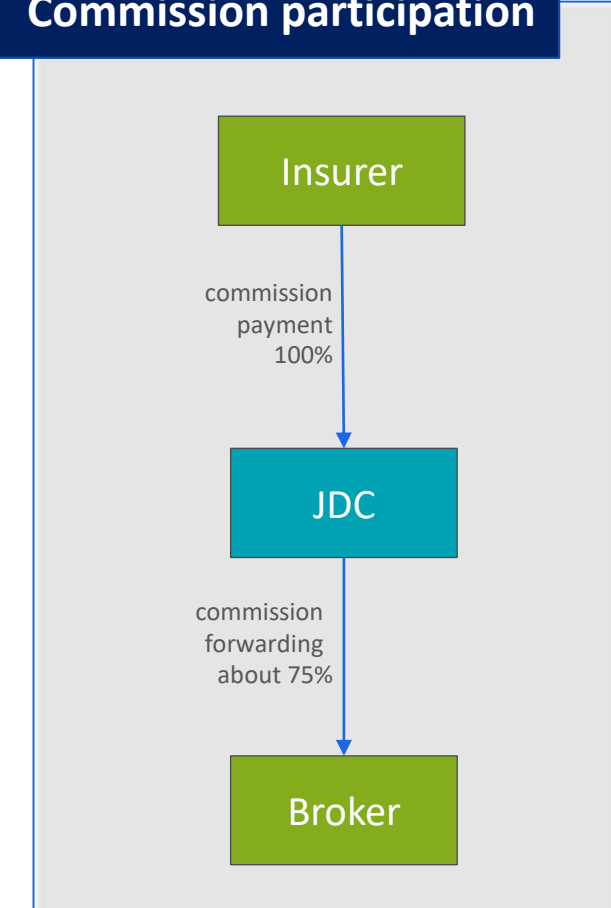 Commission participation
Insurer
commission
payment
100%
JDC
commission
forwarding
about 75%
Broker